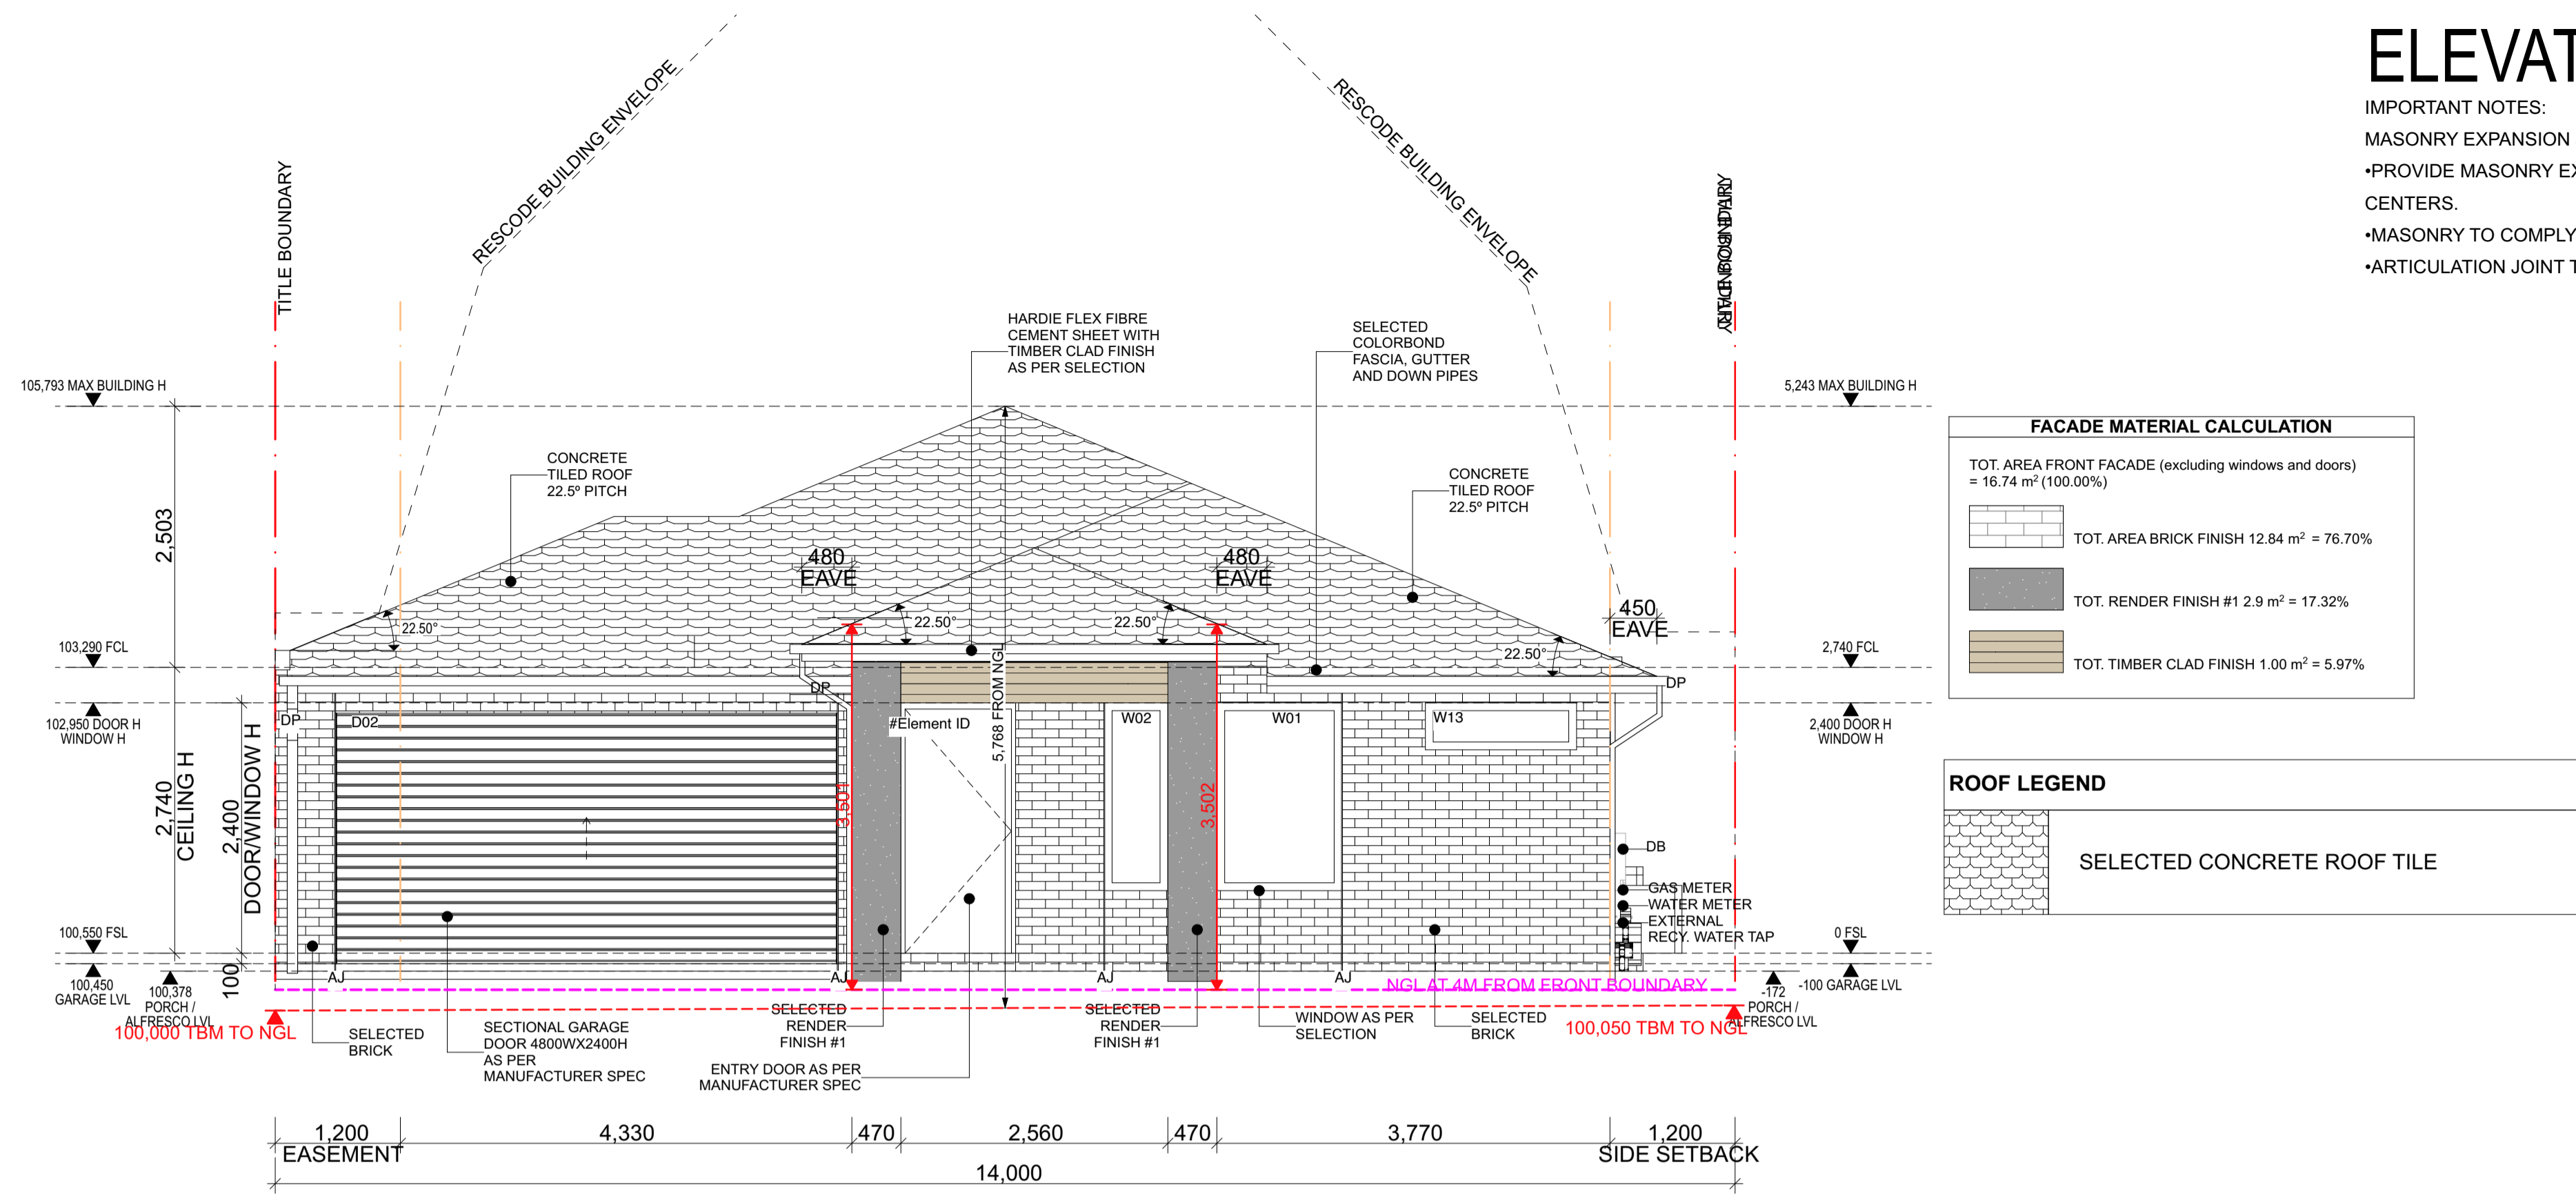 ELEVAT
IMPORTANT NOTES:
MASONRY EXPANSION
•PROVIDE MASONRY EX
CENTERS.
•MASONRY TO COMPLY
•ARTICULATION JOINT T
RESCODE BUILDING ENVELOPE
RESCODE BUILDING ENVELOPE
TITLE BOUNDARY
TITLE BOUNDARY
HARDIE FLEX FIBRE
CEMENT SHEET WITH
TIMBER CLAD FINISH
AS PER SELECTION
SELECTED
COLORBOND
FASCIA, GUTTER
AND DOWN PIPES
105,793 MAX BUILDING H
5,243 MAX BUILDING H
CONCRETE
TILED ROOF
22.5º PITCH
CONCRETE
TILED ROOF
22.5º PITCH
2,503
480
EAVE
480
EAVE
450
EAVE
22.50°
22.50°
22.50°
22.50°
103,290 FCL
2,740 FCL
102,950 DOOR H
WINDOW H
2,400 DOOR H
WINDOW H
DP
DP
DP
D02
#Element ID
W02
W01
W13
5,768 FROM NGL
2,740
CEILING H
2,400
DOOR/WINDOW H
3,501
3,502
DB
GAS METER
WATER METER
EXTERNAL
RECY. WATER TAP
100,550 FSL
0 FSL
100
100,450
GARAGE LVL
100,378
PORCH /
ALFRESCO LVL
-100 GARAGE LVL
-172
PORCH /
ALFRESCO LVL
AJ
AJ
AJ
AJ
NGL AT 4M FROM FRONT BOUNDARY
100,000 TBM TO NGL
100,050 TBM TO NGL
SELECTED
BRICK
SECTIONAL GARAGE
DOOR 4800WX2400H
AS PER
MANUFACTURER SPEC
SELECTED
RENDER
FINISH #1
ENTRY DOOR AS PER
MANUFACTURER SPEC
SELECTED
RENDER
FINISH #1
WINDOW AS PER
SELECTION
SELECTED
BRICK
1,200
4,330
470
2,560
470
3,770
1,200
EASEMENT
SIDE SETBACK
14,000
FACADE MATERIAL CALCULATION
TOT. AREA FRONT FACADE (excluding windows and doors)
= 16.74 m² (100.00%)
TOT. AREA BRICK FINISH 12.84 m² = 76.70%
TOT. RENDER FINISH #1 2.9 m² = 17.32%
TOT. TIMBER CLAD FINISH 1.00 m² = 5.97%
ROOF LEGEND
SELECTED CONCRETE ROOF TILE